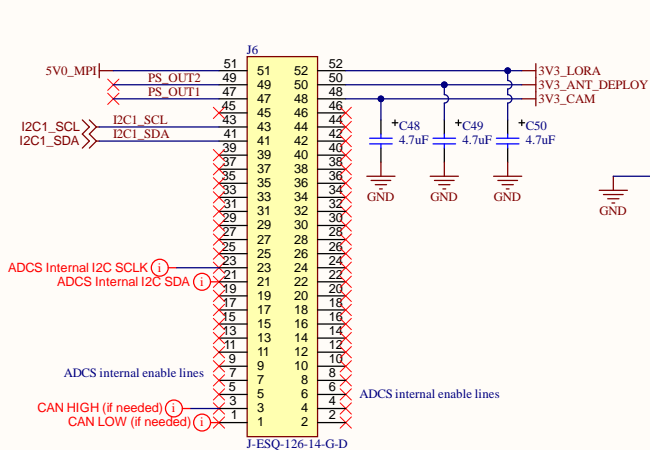 J6
5V0_MPI 51 51 52 52 3V3_LORA
PS_OUT2 49 49 50 50 3V3_ANT_DEPLOY
PS_OUT1 47 47 48 48 3V3_CAM
45 45 46 46
I2C1_SCL I2C1_SCL 43 43 44 44
I2C1_SDA I2C1_SDA 41 41 42 42
+C48 +C49 +C50
4.7uF 4.7uF 4.7uF
39 39 40 40
37 37 38 38
35 35 36 36
33 33 34 34
GND GND GND GND
31 31 32 32
29 29 30 30
27 27 28 28
25 25 26 26
ADCS Internal I2C SCLK i 23 23 24 24
ADCS Internal I2C SDA i 21 21 22 22
19 19 20 20
17 17 18 18
15 15 16 16
13 13 14 14
11 11 12 12
9 9 10 10
ADCS internal enable lines 7 7 8 8
5 5 6 6 ADCS internal enable lines
CAN HIGH (if needed) i 3 3 4 4
CAN LOW (if needed) i 1 1 2 2
J-ESQ-126-14-G-D